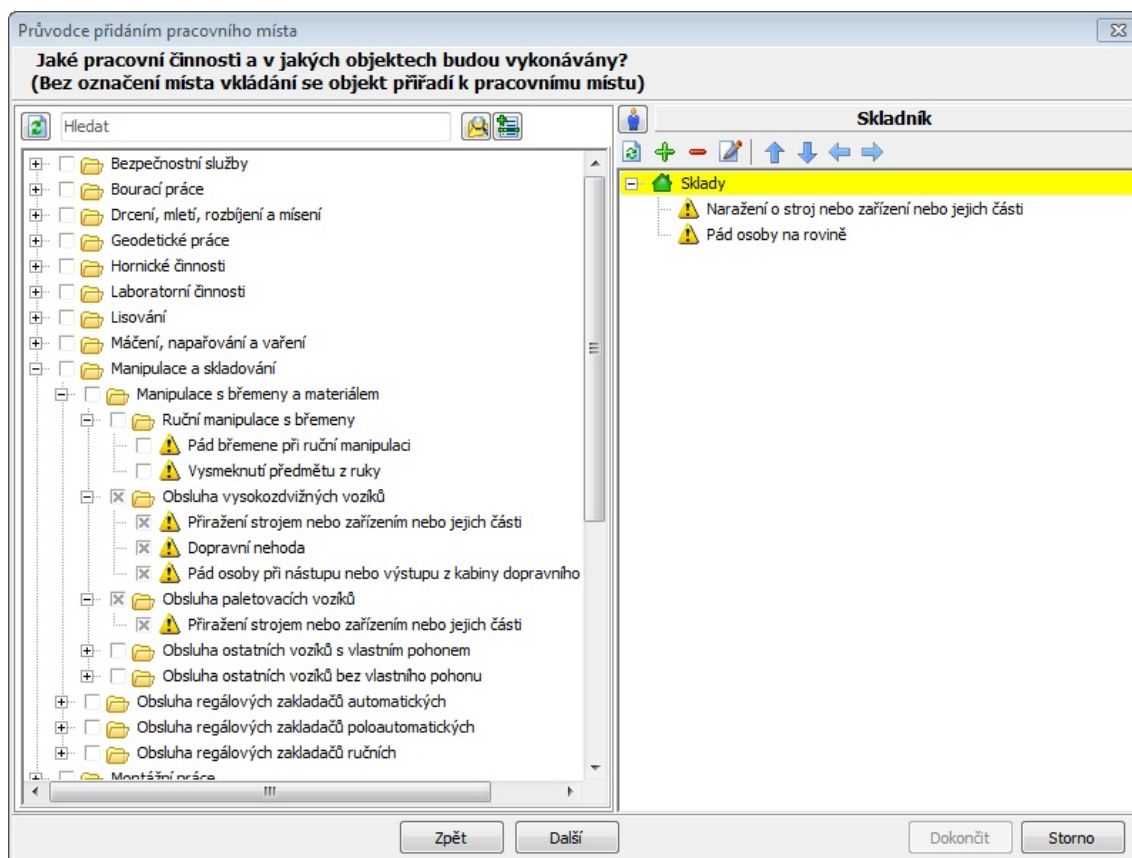 Průvodce přidáním pracovního místa
Jaké pracovní činnosti a v jakých objektech budou vykonávány?
(Bez označení místa vkládání se objekt přiřadí k pracovnímu místu)
Hledat
Bezpečnostní služby
Bourací práce
Drcení, mletí, rozbíjení a mísení
Geodetické práce
Hornické činnosti
Laboratorní činnosti
Lisování
Máčení, napařování a vaření
Manipulace a skladování
Manipulace s břemeny a materiálem
Ruční manipulace s břemeny
Pád břemene při ruční manipulaci
Vysmeknutí předmětu z ruky
Obsluha vysokozdvižných vozíků
Přiražení strojem nebo zařízením nebo jejich části
Dopravní nehoda
Pád osoby při nástupu nebo výstupu z kabiny dopravního
Obsluha paletovacích vozíků
Přiražení strojem nebo zařízením nebo jejich části
Obsluha ostatních vozíků s vlastním pohonem
Obsluha ostatních vozíků bez vlastního pohonu
Obsluha regálových zakladačů automatických
Obsluha regálových zakladačů poloautomatických
Obsluha regálových zakladačů ručních
Montážní práce
Skladník
Sklady
Naražení o stroj nebo zařízení nebo jejich části
Pád osoby na rovině
Zpět
Další
Dokončit
Storno